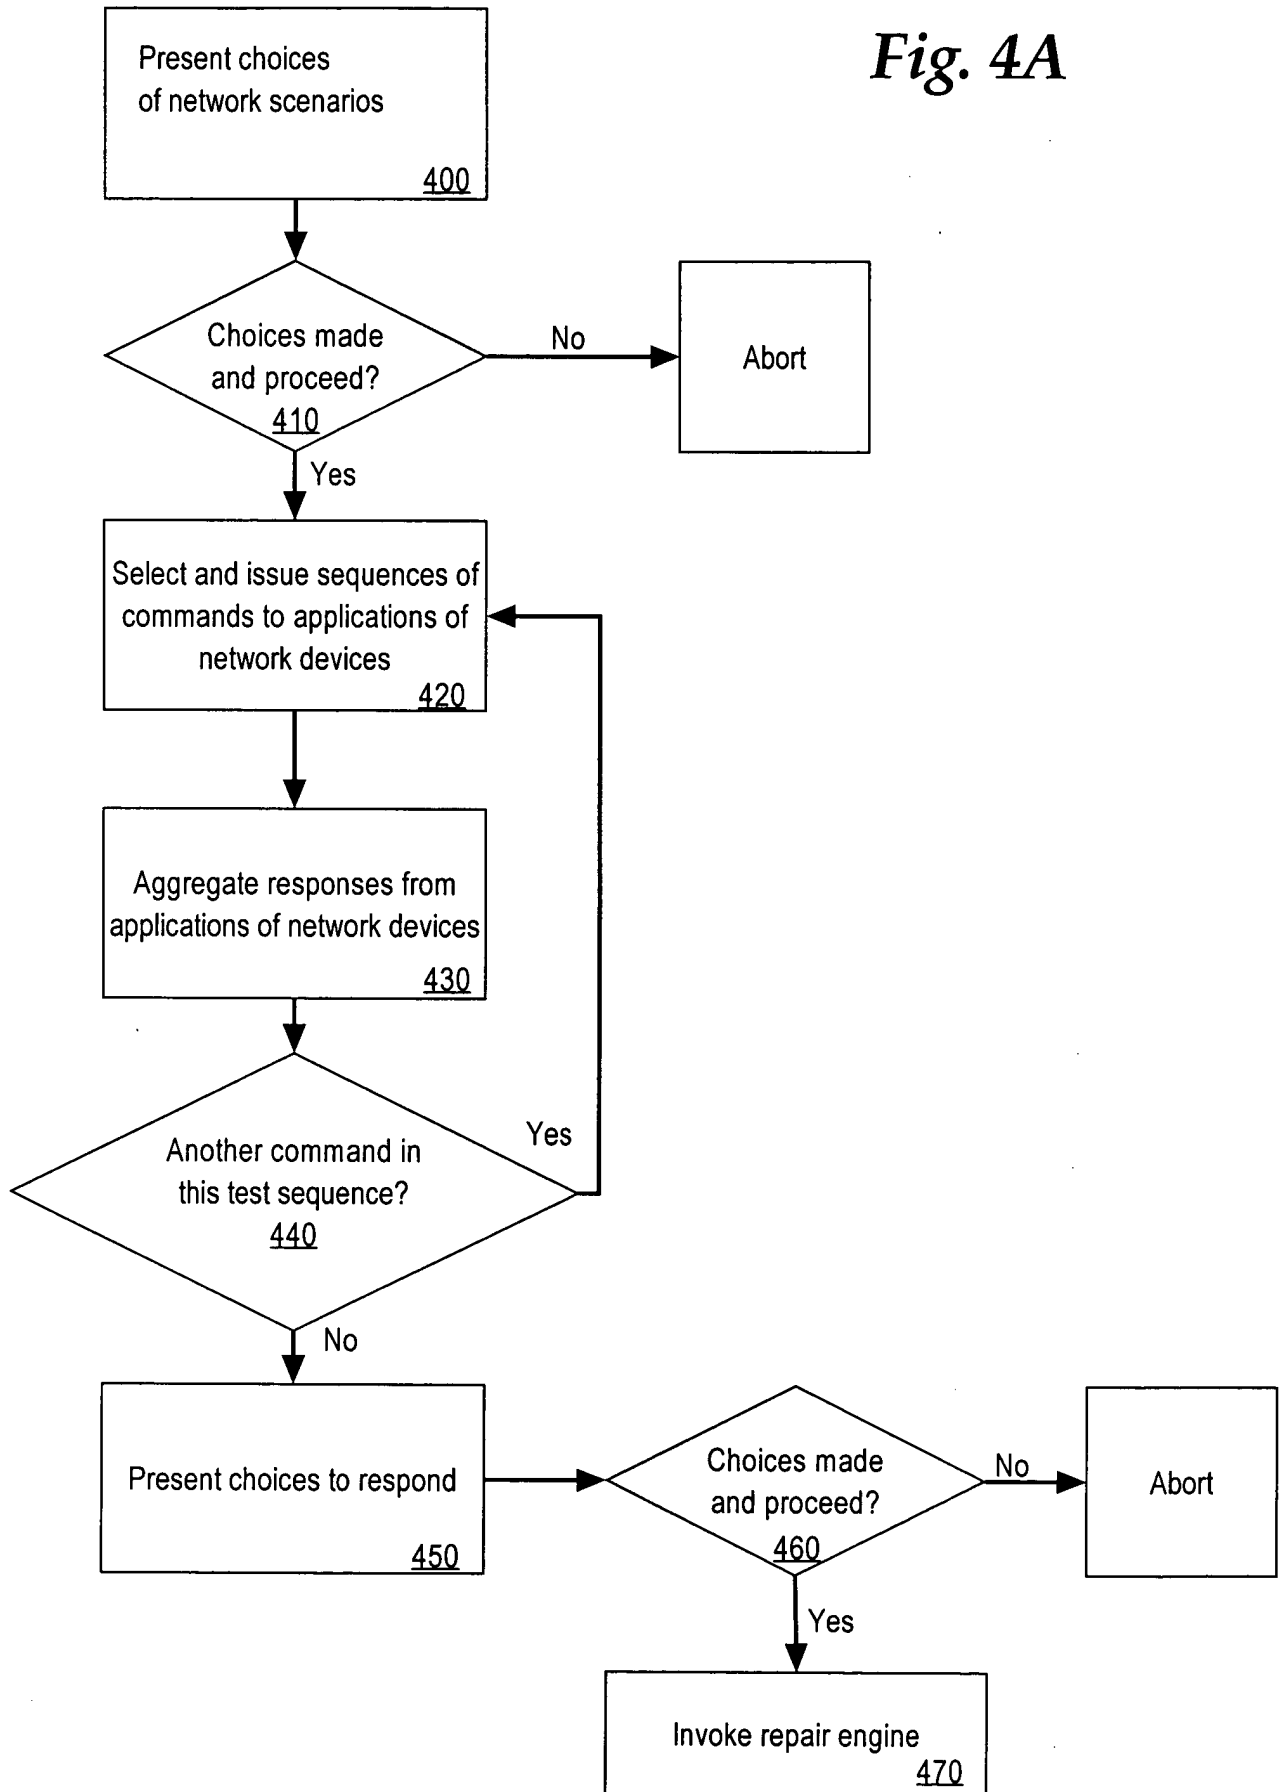 Fig. 4A
Present choices
of network scenarios
400
Choices made
and proceed?
410
No
Abort
Yes
Select and issue sequences of
commands to applications of
network devices
420
Aggregate responses from
applications of network devices
430
Another command in
this test sequence?
440
Yes
No
Present choices to respond
450
Choices made
and proceed?
460
No
Abort
Yes
Invoke repair engine
470